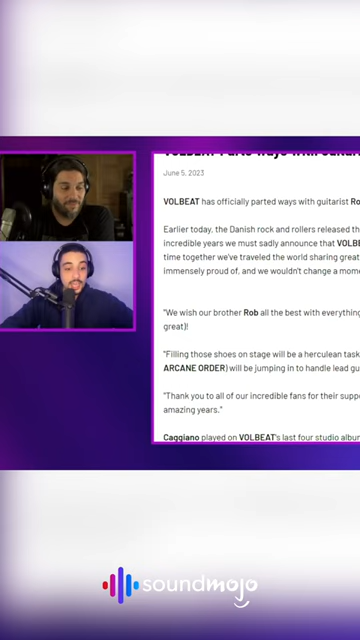 June 5, 2023
VOLBEAT has officially parted ways with guitarist Ro
Earlier today, the Danish rock and rollers released th
incredible years we must sadly announce that VOLBE
time together we've traveled the world sharing great
immensely proud of, and we wouldn't change a mome
"We wish our brother Rob all the best with everything
great)!
"Filling those shoes on stage will be a herculean task
ARCANE ORDER) will be jumping in to handle lead gu
"Thank you to all of our incredible fans for their supp
amazing years."
Caggiano played on VOLBEAT's last four studio album
soundmojo